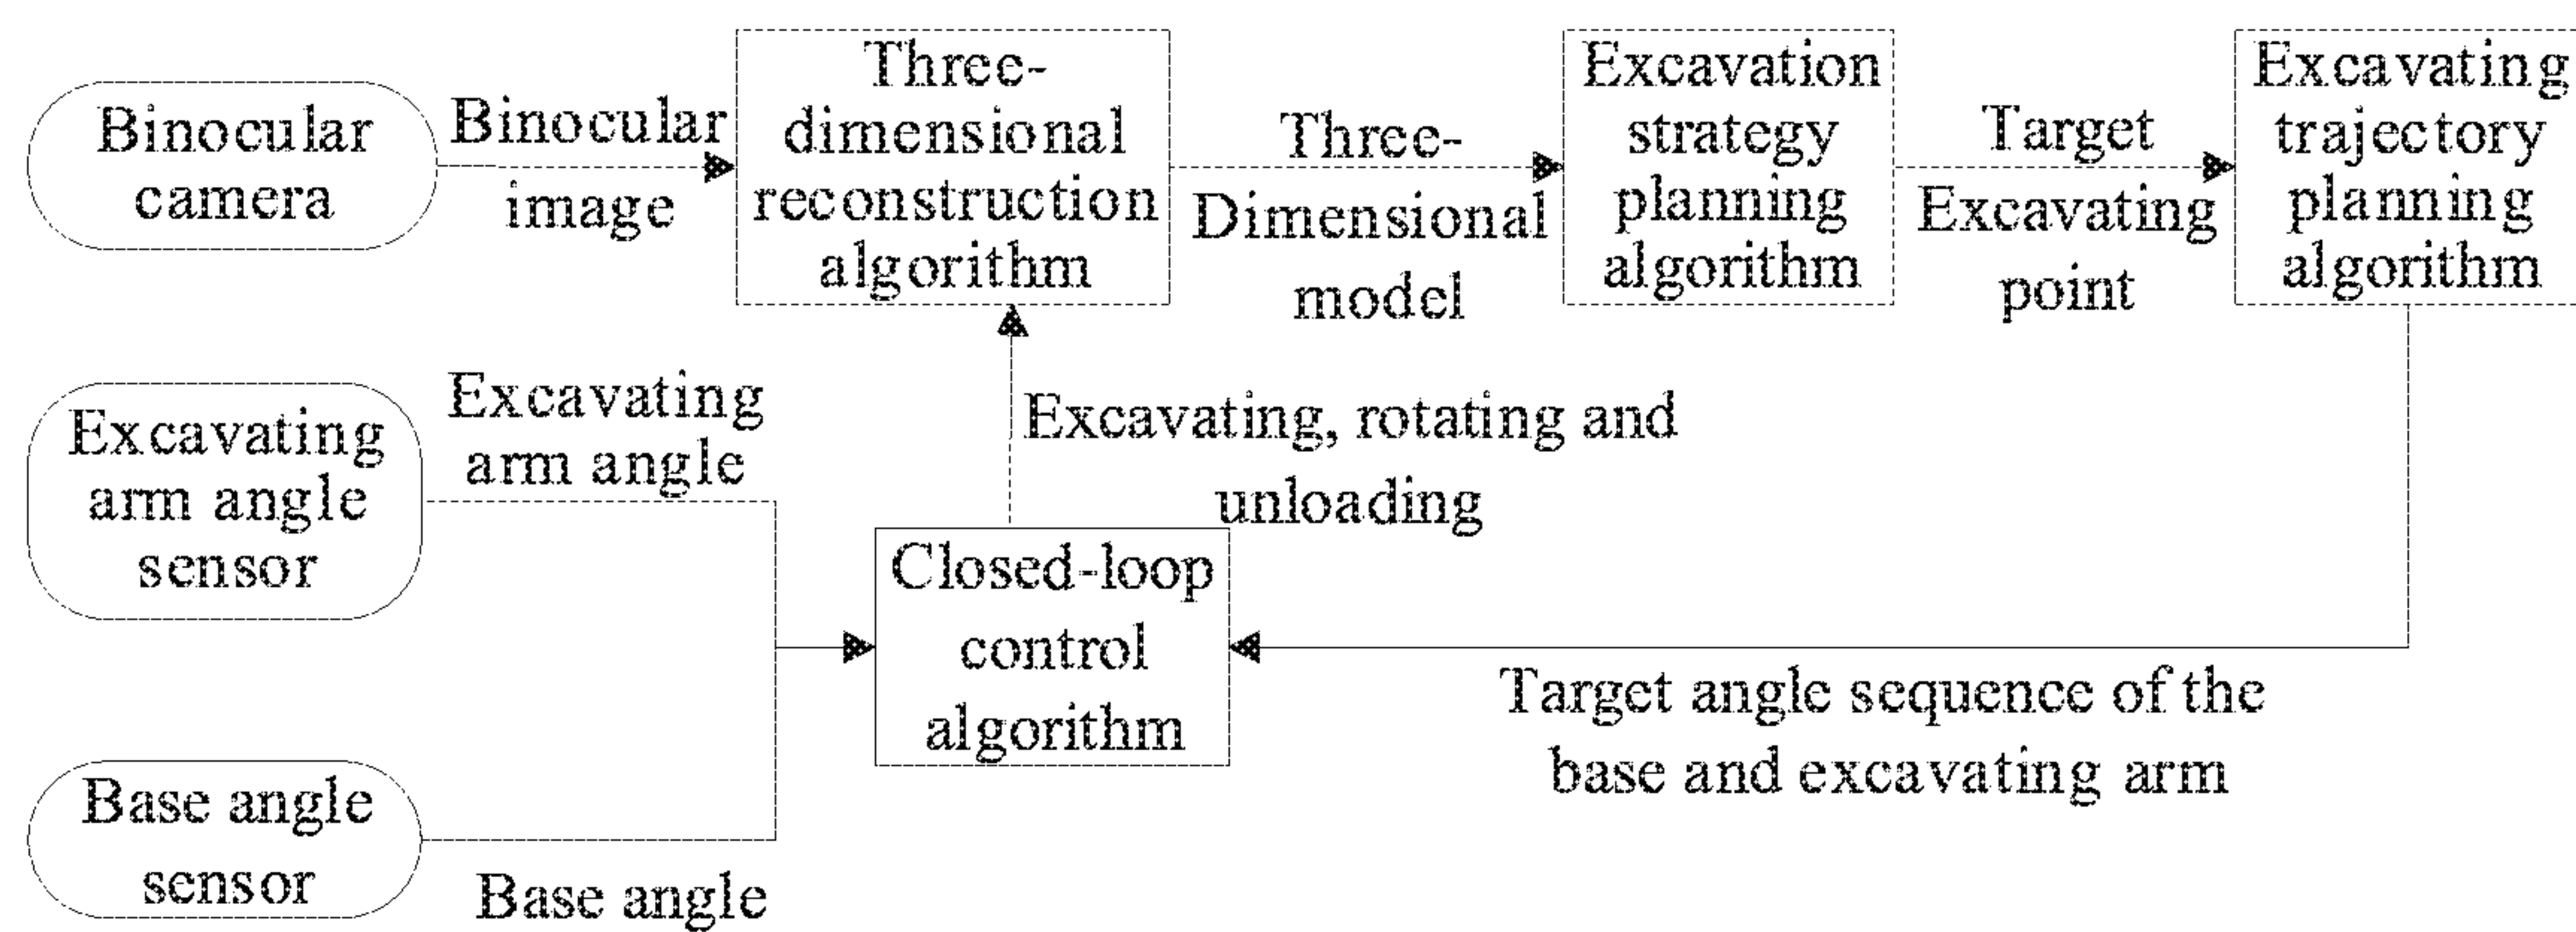 Binocular
camera
Binocular
image
Three-
dimensional
reconstruction
algorithm
Three-
Dimensional
model
Excavation
strategy
planning
algorithm
Target
Excavating
point
Excavating
trajectory
planning
algorithm
Excavating
arm angle
sensor
Excavating
arm angle
Excavating, rotating and
unloading
Closed-loop
control
algorithm
Target angle sequence of the
base and excavating arm
Base angle
sensor
Base angle